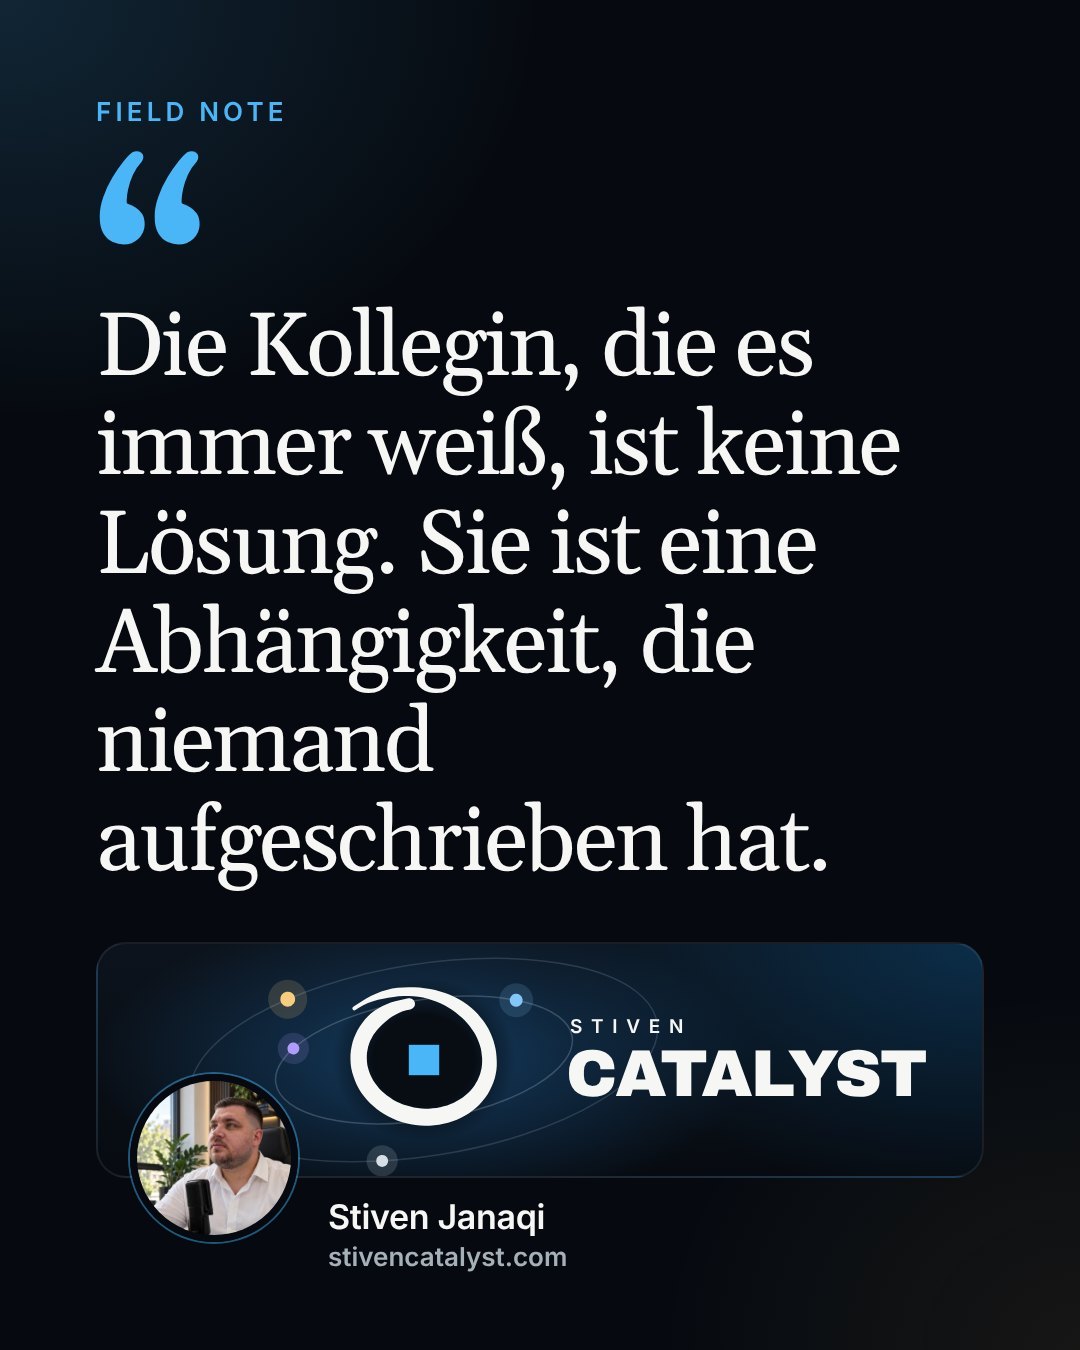 FIELD NOTE
“
Die Kollegin, die es
immer weiß, ist keine
Lösung. Sie ist eine
Abhängigkeit, die
niemand
aufgeschrieben hat.
STIVEN
CATALYST
Stiven Janaqi
stivencatalyst.com